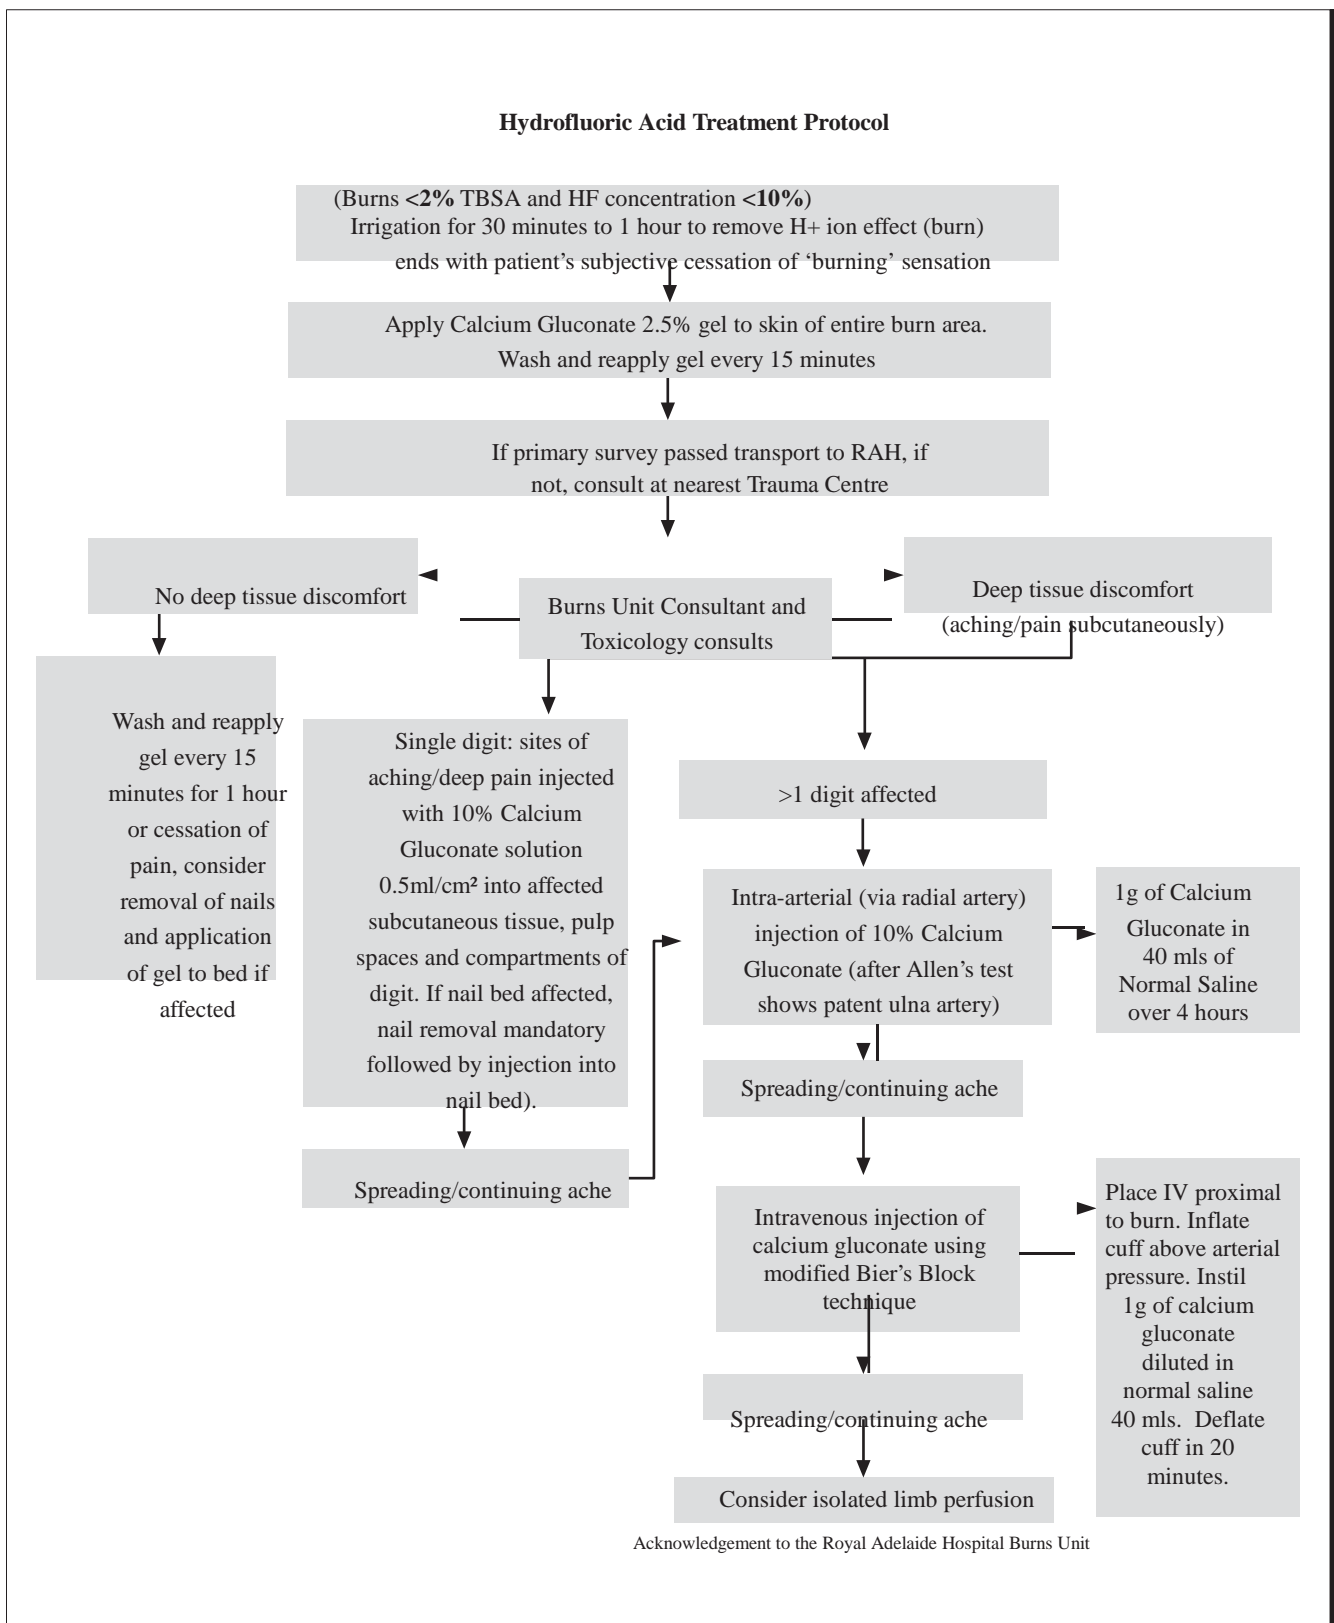 Hydrofluoric Acid Treatment Protocol
(Burns <2% TBSA and HF concentration <10%)
Irrigation for 30 minutes to 1 hour to remove H+ ion effect (burn)
ends with patient’s subjective cessation of ‘burning’ sensation
Apply Calcium Gluconate 2.5% gel to skin of entire burn area.
Wash and reapply gel every 15 minutes
If primary survey passed transport to RAH, if
not, consult at nearest Trauma Centre
No deep tissue discomfort
Burns Unit Consultant and
Toxicology consults
Deep tissue discomfort
(aching/pain subcutaneously)
Wash and reapply
gel every 15
minutes for 1 hour
or cessation of
pain, consider
removal of nails
and application
of gel to bed if
affected
Single digit: sites of
aching/deep pain injected
with 10% Calcium
Gluconate solution
0.5ml/cm² into affected
subcutaneous tissue, pulp
spaces and compartments of
digit. If nail bed affected,
nail removal mandatory
followed by injection into
nail bed).
Spreading/continuing ache
>1 digit affected
Intra-arterial (via radial artery)
injection of 10% Calcium
Gluconate (after Allen’s test
shows patent ulna artery)
1g of Calcium
Gluconate in
40 mls of
Normal Saline
over 4 hours
Spreading/continuing ache
Intravenous injection of
calcium gluconate using
modified Bier’s Block
technique
Place IV proximal
to burn. Inflate
cuff above arterial
pressure. Instil
1g of calcium
gluconate
diluted in
normal saline
40 mls. Deflate
cuff in 20
minutes.
Spreading/continuing ache
Consider isolated limb perfusion
Acknowledgement to the Royal Adelaide Hospital Burns Unit